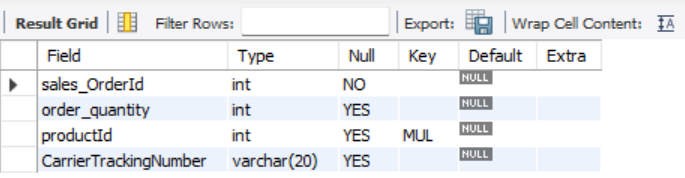 Result Grid Filter Rows: Export: Wrap Cell Content: IA
Field Type Null Key Default Extra
sales_OrderId int NO NULL
order_quantity int YES NULL
productId int YES MUL NULL
CarrierTrackingNumber varchar(20) YES NULL